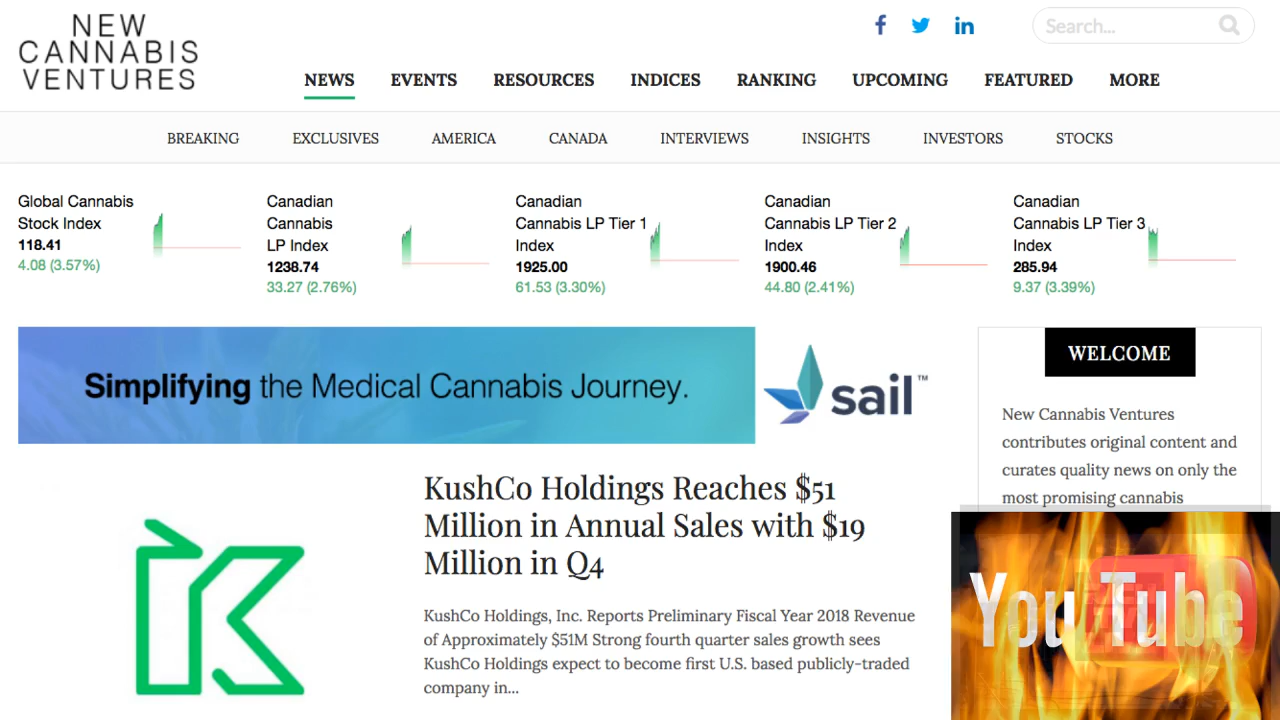 NEW
CANNABIS
VENTURES
Search...
NEWS EVENTS RESOURCES INDICES RANKING UPCOMING FEATURED MORE
BREAKING EXCLUSIVES AMERICA CANADA INTERVIEWS INSIGHTS INVESTORS STOCKS
Global Cannabis
Stock Index
118.41
4.08 (3.57%)
Canadian
Cannabis
LP Index
1238.74
33.27 (2.76%)
Canadian
Cannabis LP Tier 1
Index
1925.00
61.53 (3.30%)
Canadian
Cannabis LP Tier 2
Index
1900.46
44.80 (2.41%)
Canadian
Cannabis LP Tier 3
Index
285.94
9.37 (3.39%)
Simplifying the Medical Cannabis Journey.
sail™
WELCOME
New Cannabis Ventures
contributes original content and
curates quality news on only the
most promising cannabis
KushCo Holdings Reaches $51
Million in Annual Sales with $19
Million in Q4
KushCo Holdings, Inc. Reports Preliminary Fiscal Year 2018 Revenue
of Approximately $51M Strong fourth quarter sales growth sees
KushCo Holdings expect to become first U.S. based publicly-traded
company in...
YouTube